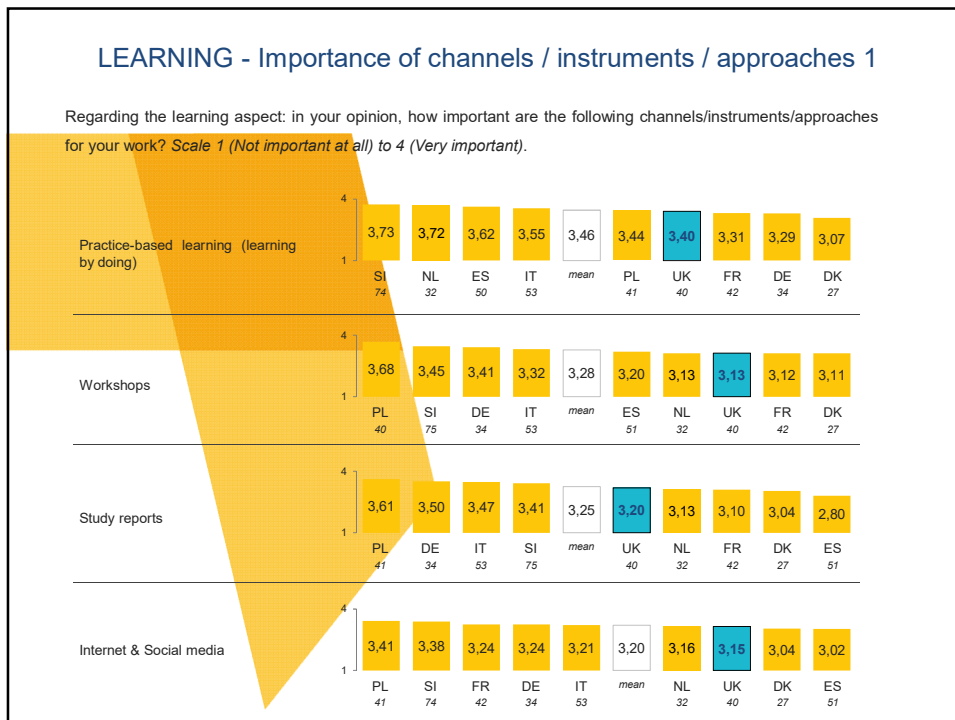 LEARNING - Importance of channels / instruments / approaches 1
Regarding the learning aspect: in your opinion, how important are the following channels/instruments/approaches
for your work? Scale 1 (Not important at all) to 4 (Very important).
Practice-based learning (learning
by doing)
4
1
3,73 3,72 3,62 3,55 3,46 3,44 3,40 3,31 3,29 3,07
SI NL ES IT mean PL UK FR DE DK
74 32 50 53 41 40 42 34 27
Workshops
4
1
3,68 3,45 3,41 3,32 3,28 3,20 3,13 3,13 3,12 3,11
PL SI DE IT mean ES NL UK FR DK
40 75 34 53 51 32 40 42 27
Study reports
4
1
3,61 3,50 3,47 3,41 3,25 3,20 3,13 3,10 3,04 2,80
PL DE IT SI mean UK NL FR DK ES
41 34 53 75 40 32 42 27 51
Internet & Social media
4
1
3,41 3,38 3,24 3,24 3,21 3,20 3,16 3,15 3,04 3,02
PL SI FR DE IT mean NL UK DK ES
41 74 42 34 53 32 40 27 51